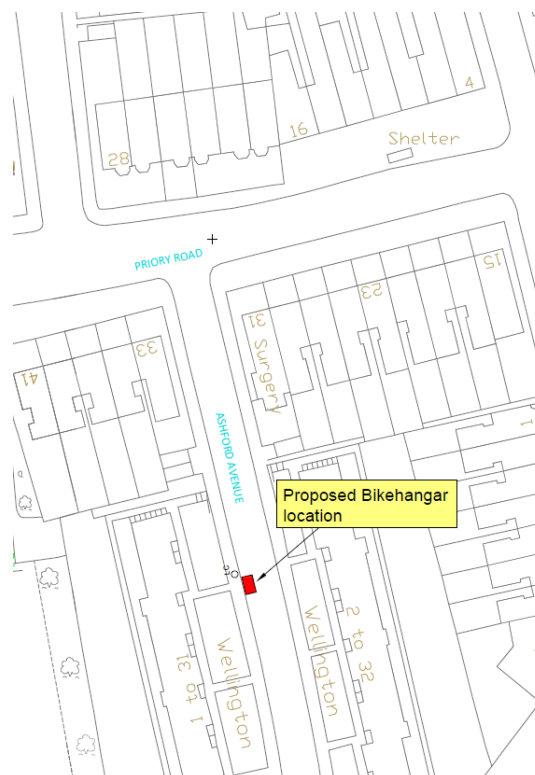 4
16
Shelter
28
PRIORY ROAD
15
23
31
Surgery
33
41
ASHFORD AVENUE
1
Proposed Bikehangar
location
Wellington
1 to 31
Wellington
2 to 32